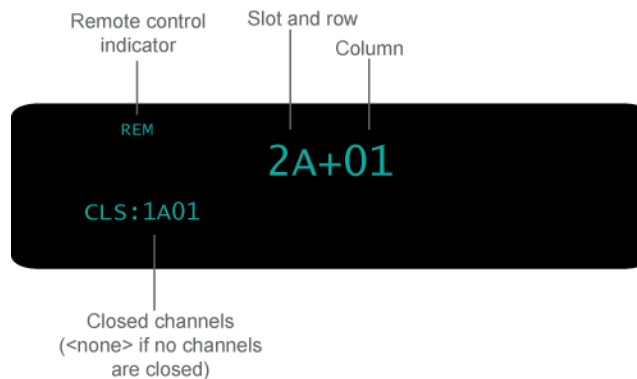 Remote control
indicator
Slot and row
Column
REM
2A+01
CLS:1A01
Closed channels
(<none> if no channels
are closed)